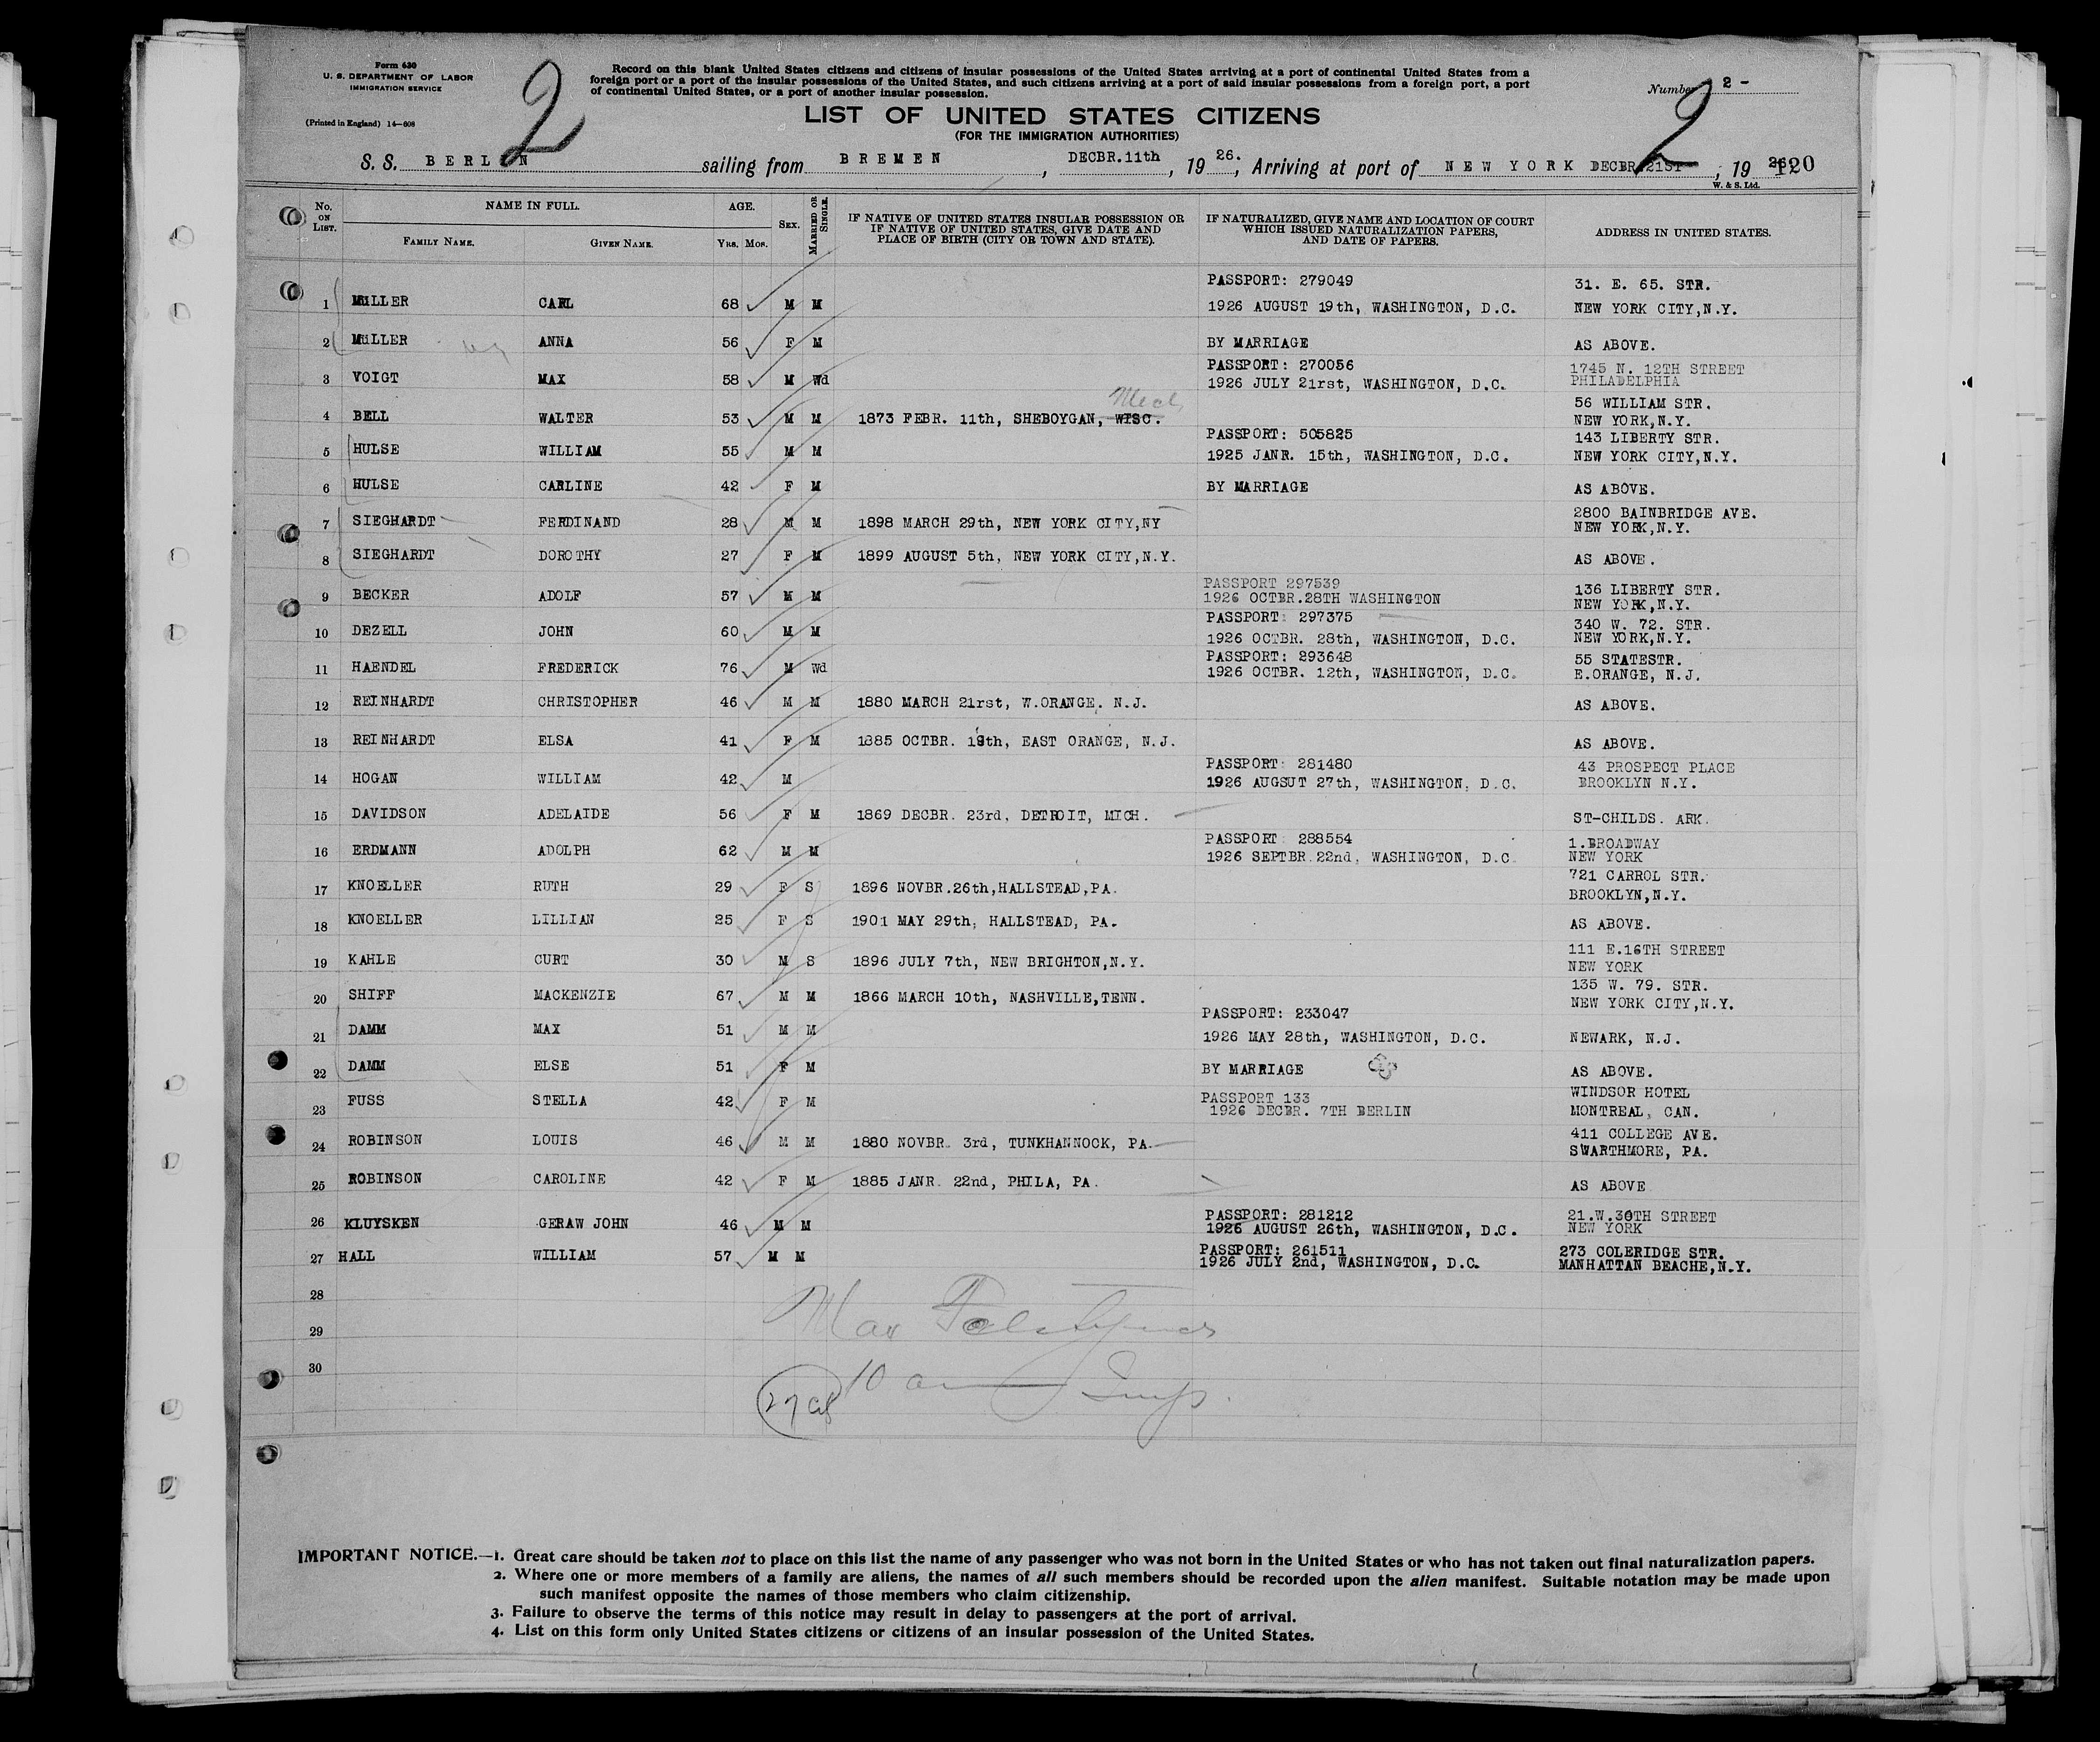 Form 630
U. S. DEPARTMENT OF LABOR
IMMIGRATION SERVICE
(Printed in England) 14—608
2
Record on this blank United States citizens and citizens of insular possessions of the United States arriving at a port of continental United States from a
foreign port or a port of the insular possessions of the United States, and such citizens arriving at a port of said insular possessions from a foreign port, a port
of continental United States, or a port of another insular possession.
Number 2 -
2
LIST OF UNITED STATES CITIZENS
(FOR THE IMMIGRATION AUTHORITIES)
S. S. BERLIN sailing from BREMEN, DECBR.11th, 1926., Arriving at port of NEW YORK DECBR 21ST, 1926. 120
W. & S. Ltd.
No. ON LIST. NAME IN FULL. AGE. SEX. MARRIED OR SINGLE. IF NATIVE OF UNITED STATES INSULAR POSSESSION OR IF NATIVE OF UNITED STATES, GIVE DATE AND PLACE OF BIRTH (CITY OR TOWN AND STATE). IF NATURALIZED, GIVE NAME AND LOCATION OF COURT WHICH ISSUED NATURALIZATION PAPERS, AND DATE OF PAPERS. ADDRESS IN UNITED STATES.
FAMILY NAME. GIVEN NAME. YRS. MOS.
PASSPORT: 279049 31. E. 65. STR.
1 MüLLER CARL 68 M M 1926 AUGUST 19th, WASHINGTON, D.C. NEW YORK CITY,N.Y.
2 MüLLER ANNA 56 F M BY MARRIAGE AS ABOVE.
PASSPORT: 270056 1745 N. 12TH STREET
3 VOIGT MAX 58 M Wd 1926 JULY 21rst, WASHINGTON, D.C. PHILADELPHIA
56 WILLIAM STR.
4 BELL WALTER 53 M M 1873 FEBR. 11th, SHEBOYGAN, WISC. NEW YORK,N.Y.
PASSPORT: 505825 143 LIBERTY STR.
5 HULSE WILLIAM 55 M M 1925 JANR. 15th, WASHINGTON, D.C. NEW YORK CITY,N.Y.
6 HULSE CARLINE 42 F M BY MARRIAGE AS ABOVE.
2800 BAINBRIDGE AVE.
7 SIEGHARDT FERDINAND 28 M M 1898 MARCH 29th, NEW YORK CITY,NY NEW YORK,N.Y.
8 SIEGHARDT DOROTHY 27 F M 1899 AUGUST 5th, NEW YORK CITY,N.Y. AS ABOVE.
PASSPORT 297539 136 LIBERTY STR.
9 BECKER ADOLF 57 M M 1926 OCTBR.28TH WASHINGTON NEW YORK,N.Y.
PASSPORT: 297375 340 W. 72. STR.
10 DEZELL JOHN 60 M M 1926 OCTBR. 28th, WASHINGTON, D.C. NEW YORK,N.Y.
PASSPORT: 293648 55 STATESTR.
11 HAENDEL FREDERICK 76 M Wd 1926 OCTBR. 12th, WASHINGTON, D.C. E.ORANGE, N.J.
12 REINHARDT CHRISTOPHER 46 M M 1880 MARCH 21rst, W.ORANGE. N.J. AS ABOVE.
13 REINHARDT ELSA 41 F M 1885 OCTBR. 19th, EAST ORANGE, N.J. AS ABOVE.
PASSPORT: 281480 43 PROSPECT PLACE
14 HOGAN WILLIAM 42 M 1926 AUGSUT 27th, WASHINGTON, D.C. BROOKLYN N.Y.
15 DAVIDSON ADELAIDE 56 F M 1869 DECBR. 23rd, DETROIT, MICH. ST-CHILDS. ARK.
PASSPORT: 288554 1.BROADWAY
16 ERDMANN ADOLPH 62 M M 1926 SEPTBR.22nd, WASHINGTON, D.C. NEW YORK
17 KNOELLER RUTH 29 F S 1896 NOVBR.26th,HALLSTEAD,PA. 721 CARROL STR.
BROOKLYN,N.Y.
18 KNOELLER LILLIAN 25 F S 1901 MAY 29th, HALLSTEAD, PA. AS ABOVE.
19 KAHLE CURT 30 M S 1896 JULY 7th, NEW BRIGHTON,N.Y. 111 E.16TH STREET
NEW YORK
20 SHIFF MACKENZIE 67 M M 1866 MARCH 10th, NASHVILLE,TENN. 135 W. 79. STR.
NEW YORK CITY,N.Y.
PASSPORT: 233047
21 DAMM MAX 51 M M 1926 MAY 28th, WASHINGTON, D.C. NEWARK, N.J.
22 DAMM ELSE 51 F M BY MARRIAGE AS ABOVE.
PASSPORT 133 WINDSOR HOTEL
23 FUSS STELLA 42 F M 1926 DECBR. 7TH BERLIN MONTREAL, CAN.
24 ROBINSON LOUIS 46 M M 1880 NOVBR. 3rd, TUNKHANNOCK, PA. 411 COLLEGE AVE.
SWARTHMORE, PA.
25 ROBINSON CAROLINE 42 F M 1885 JANR. 22nd, PHILA, PA. AS ABOVE
PASSPORT: 281212 21.W.30TH STREET
26 KLUYSKEN GERAW JOHN 46 M M 1926 AUGUST 26th, WASHINGTON, D.C. NEW YORK
PASSPORT: 261511 273 COLERIDGE STR.
27 HALL WILLIAM 57 M M 1926 JULY 2nd, WASHINGTON, D.C. MANHATTAN BEACHE,N.Y.
28
29 Max
30
IMPORTANT NOTICE.—1. Great care should be taken not to place on this list the name of any passenger who was not born in the United States or who has not taken out final naturalization papers.
2. Where one or more members of a family are aliens, the names of all such members should be recorded upon the alien manifest. Suitable notation may be made upon
such manifest opposite the names of those members who claim citizenship.
3. Failure to observe the terms of this notice may result in delay to passengers at the port of arrival.
4. List on this form only United States citizens or citizens of an insular possession of the United States.